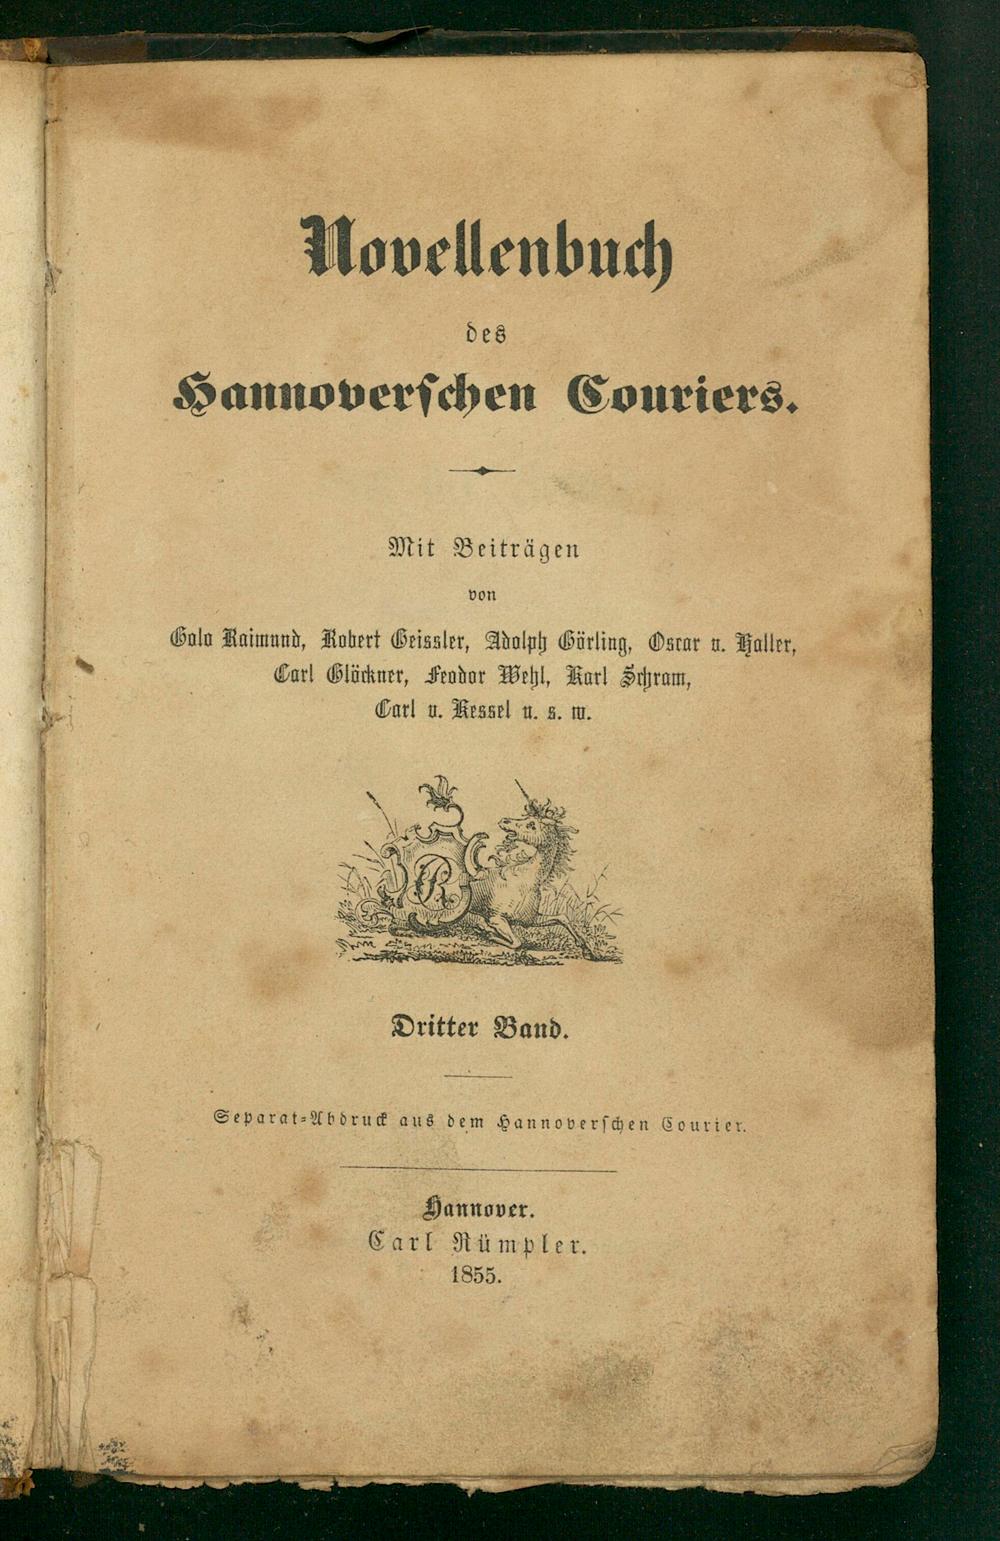 Novellenbuch
des
Hannoverſchen Couriers.
Mit Beiträgen
von
Golo Raimund, Robert Geissler, Adolph Görling, Oscar v. Haller,
Carl Glöckner, Feodor Wehl, Karl Schram,
Carl v. Kessel u. s. w.
R
Dritter Band.
Separat-Abdruck aus dem Hannoverſchen Courier.
Hannover.
Carl Rümpler.
1855.